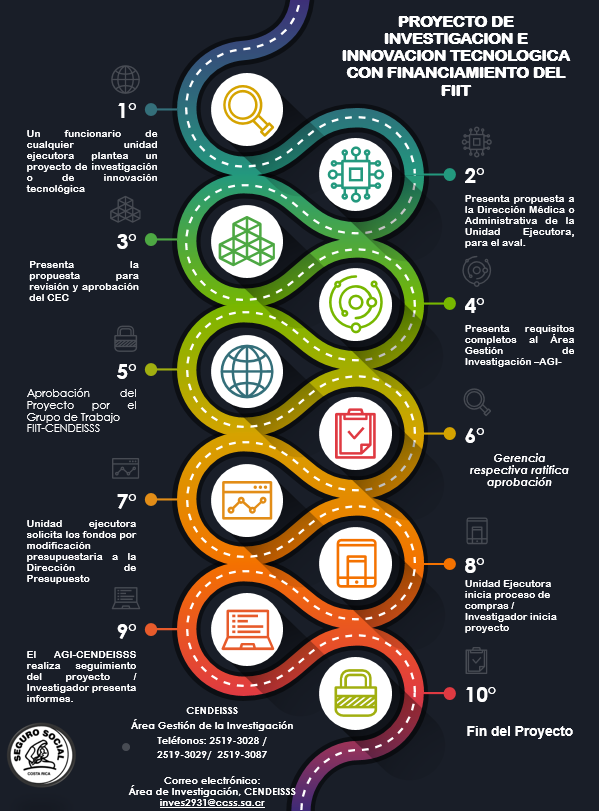 PROYECTO DE
INVESTIGACION E
INNOVACION TECNOLOGICA
CON FINANCIAMIENTO DEL
FIIT
1°
Un funcionario de
cualquier unidad
ejecutora plantea un
proyecto de investigación
o de innovación
tecnológica
2°
Presenta propuesta a
la Dirección Médica o
Administrativa de la
Unidad Ejecutora,
para el aval.
3°
Presenta la
propuesta para
revisión y aprobación
del CEC
4°
Presenta requisitos
completos al Área
Gestión de
Investigación –AGI-
5°
Aprobación del
Proyecto por el
Grupo de Trabajo
FIIT-CENDEISSS
6°
Gerencia
respectiva ratifica
aprobación
7°
Unidad ejecutora
solicita los fondos por
modificación
presupuestaria a la
Dirección de
Presupuesto
8°
Unidad Ejecutora
inicia proceso de
compras /
Investigador inicia
proyecto
9°
El AGI-CENDEISSS
realiza seguimiento
del proyecto /
Investigador presenta
informes.
10°
Fin del Proyecto
CENDEISSS
Área Gestión de la Investigación
Teléfonos: 2519-3028 /
2519-3029/ 2519-3087
Correo electrónico:
Área de Investigación, CENDEISSS
inves2931@ccss.sa.cr
SEGURO SOCIAL
COSTA RICA